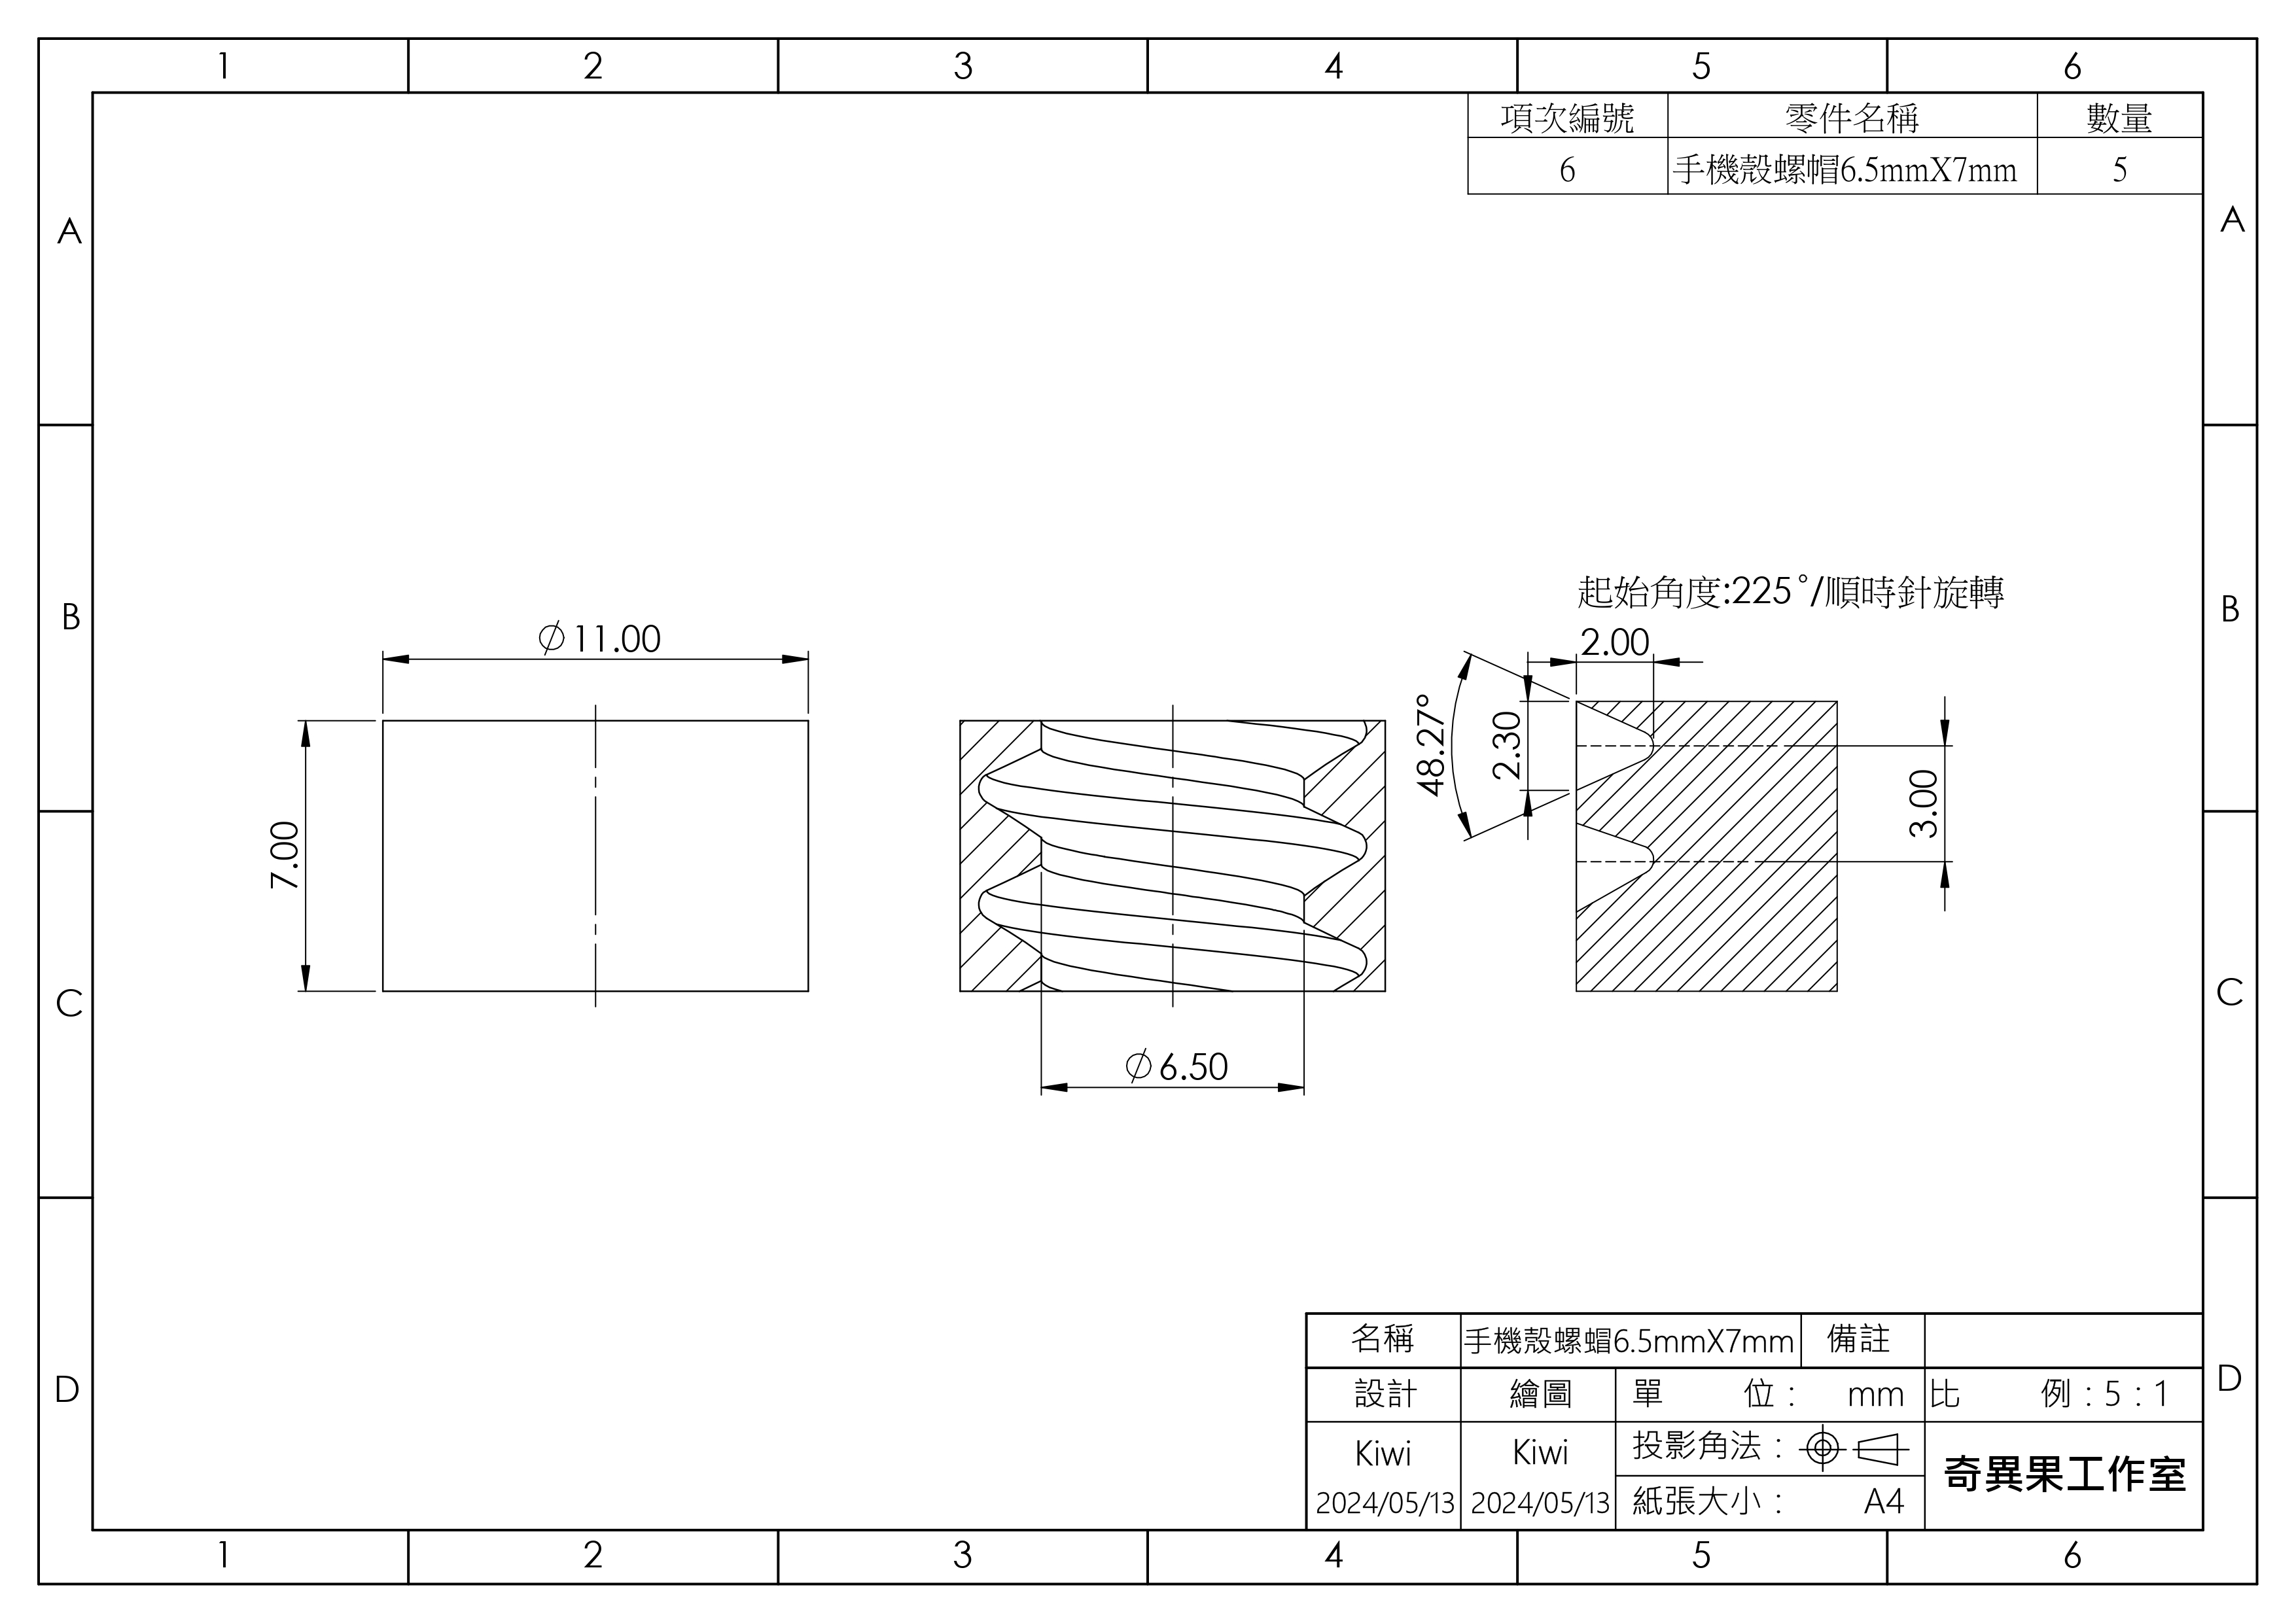 1 2 3 4 5 6
項次編號 零件名稱 數量
6 手機殼螺帽6.5mmX7mm 5
A A
B B
起始角度:225°/順時針旋轉
⌀11.00
2.00
48.27°
2.30
7.00
3.00
C C
⌀6.50
名稱 手機殼螺帽6.5mmX7mm 備註
D D
設計 繪圖 單 位： mm 比 例：5：1
Kiwi Kiwi 投影角法：
奇異果工作室
2024/05/13 2024/05/13 紙張大小： A4
1 2 3 4 5 6